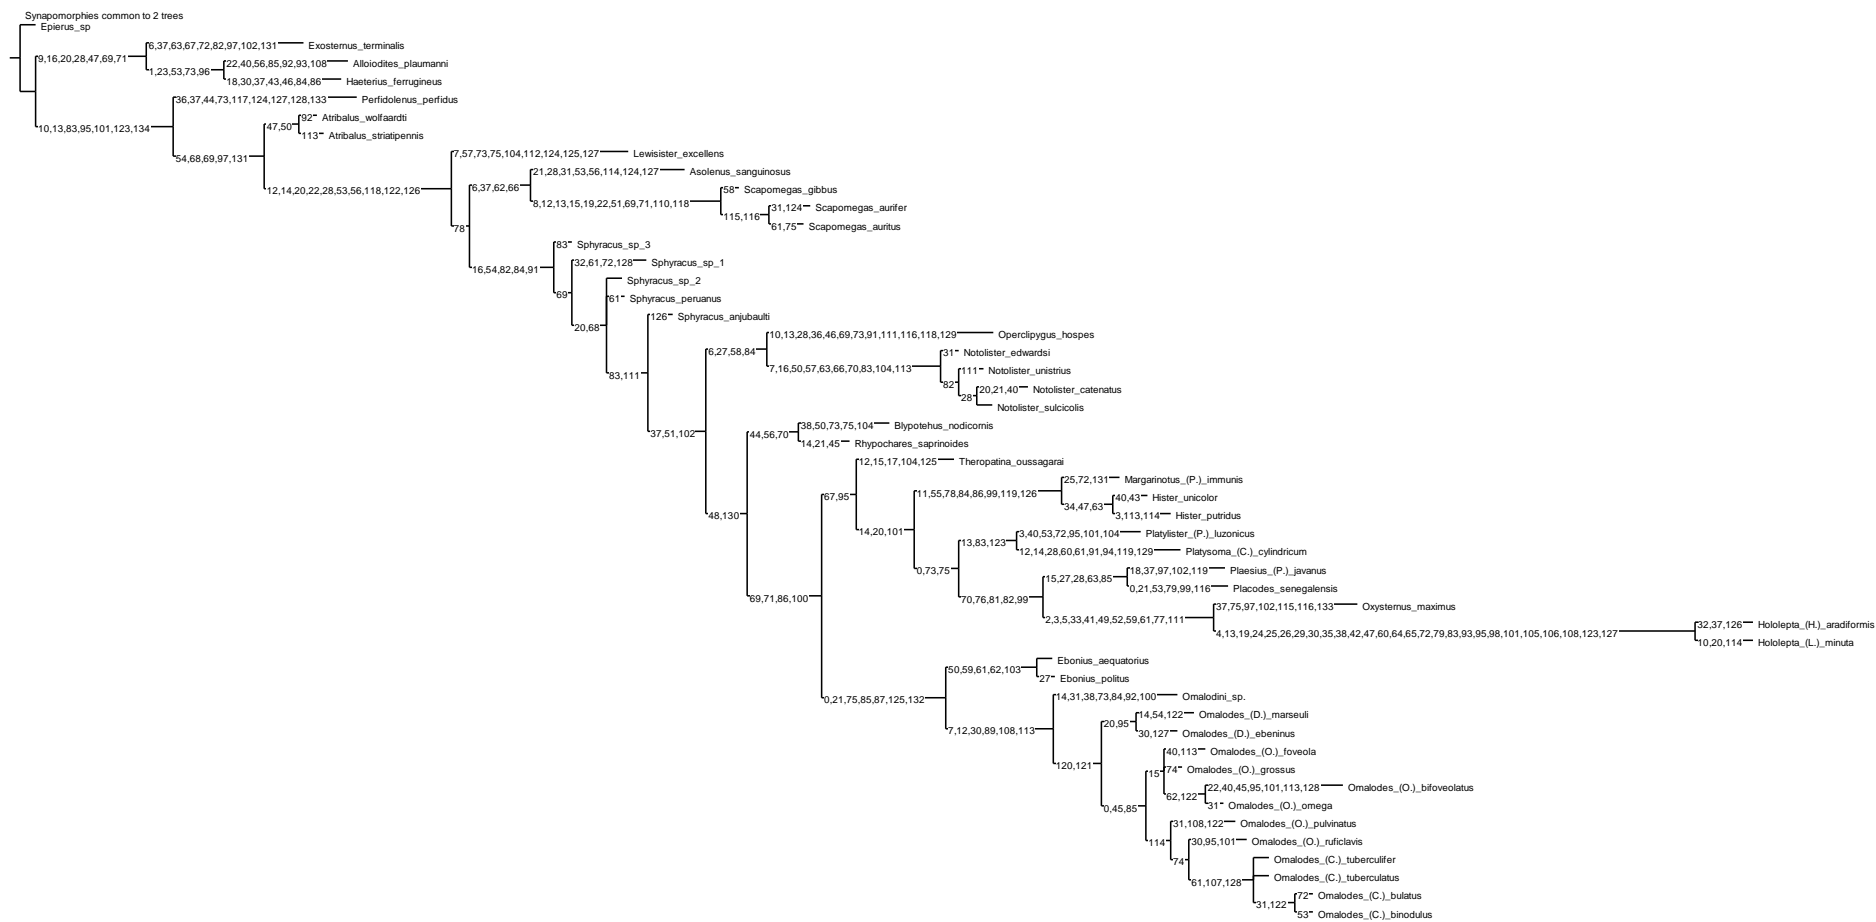 Synapomorphies common to 2 trees
Epierus_sp
6,37,63,67,72,82,97,102,131 Exosternus_terminalis
9,16,20,28,47,69,71
22,40,56,85,92,93,108 Alloiodites_plaumanni
1,23,53,73,96
18,30,37,43,46,84,86 Haeterius_ferrugineus
36,37,44,73,117,124,127,128,133 Perfidolenus_perfidus
92 Atribalus_wolfaardti
10,13,83,95,101,123,134
47,50
113 Atribalus_striatipennis
7,57,73,75,104,112,124,125,127 Lewisister_excellens
54,68,69,97,131
21,28,31,53,56,114,124,127 Asolenus_sanguinosus
12,14,20,22,28,53,56,118,122,126
6,37,62,66
58 Scapomegas_gibbus
8,12,13,15,19,22,51,69,71,110,118
31,124 Scapomegas_aurifer
115,116
61,75 Scapomegas_auritus
78
83 Sphyracus_sp_3
16,54,82,84,91
32,61,72,128 Sphyracus_sp_1
Sphyracus_sp_2
69
61 Sphyracus_peruanus
126 Sphyracus_anjubaulti
20,68
10,13,28,36,46,69,73,91,111,116,118,129 Operclipygus_hospes
6,27,58,84
31 Notolister_edwardsi
7,16,50,57,63,66,70,83,104,113
111 Notolister_unistrius
83,111
82
20,21,40 Notolister_catenatus
28
Notolister_sulcicolis
38,50,73,75,104 Blypotehus_nodicornis
37,51,102
44,56,70
14,21,45 Rhypochares_saprinoides
12,15,17,104,125 Theropatina_oussagarai
25,72,131 Margarinotus_(P.)_immunis
67,95
11,55,78,84,86,99,119,126
40,43 Hister_unicolor
34,47,63
48,130
3,113,114 Hister_putridus
14,20,101
3,40,53,72,95,101,104 Platylister_(P.)_luzonicus
13,83,123
12,14,28,60,61,91,94,119,129 Platysoma_(C.)_cylindricum
0,73,75
18,37,97,102,119 Plaesius_(P.)_javanus
15,27,28,63,85
0,21,53,79,99,116 Placodes_senegalensis
69,71,86,100
70,76,81,82,99
37,75,97,102,115,116,133 Oxysternus_maximus
2,3,5,33,41,49,52,59,61,77,111
32,37,126 Hololepta_(H.)_aradiformis
4,13,19,24,25,26,29,30,35,38,42,47,60,64,65,72,79,83,93,95,98,101,105,106,108,123,127
10,20,114 Hololepta_(L.)_minuta
Ebonius_aequatorius
50,59,61,62,103
27 Ebonius_politus
0,21,75,85,87,125,132
14,31,38,73,84,92,100 Omalodini_sp.
14,54,122 Omalodes_(D.)_marseuli
7,12,30,89,108,113
20,95
30,127 Omalodes_(D.)_ebeninus
40,113 Omalodes_(O.)_foveola
120,121
15
74 Omalodes_(O.)_grossus
22,40,45,95,101,113,128 Omalodes_(O.)_bifoveolatus
62,122
0,45,85
31 Omalodes_(O.)_omega
31,108,122 Omalodes_(O.)_pulvinatus
114
30,95,101 Omalodes_(O.)_ruficlavis
74
Omalodes_(C.)_tuberculifer
61,107,128
Omalodes_(C.)_tuberculatus
72 Omalodes_(C.)_bulatus
31,122
53 Omalodes_(C.)_binodulus